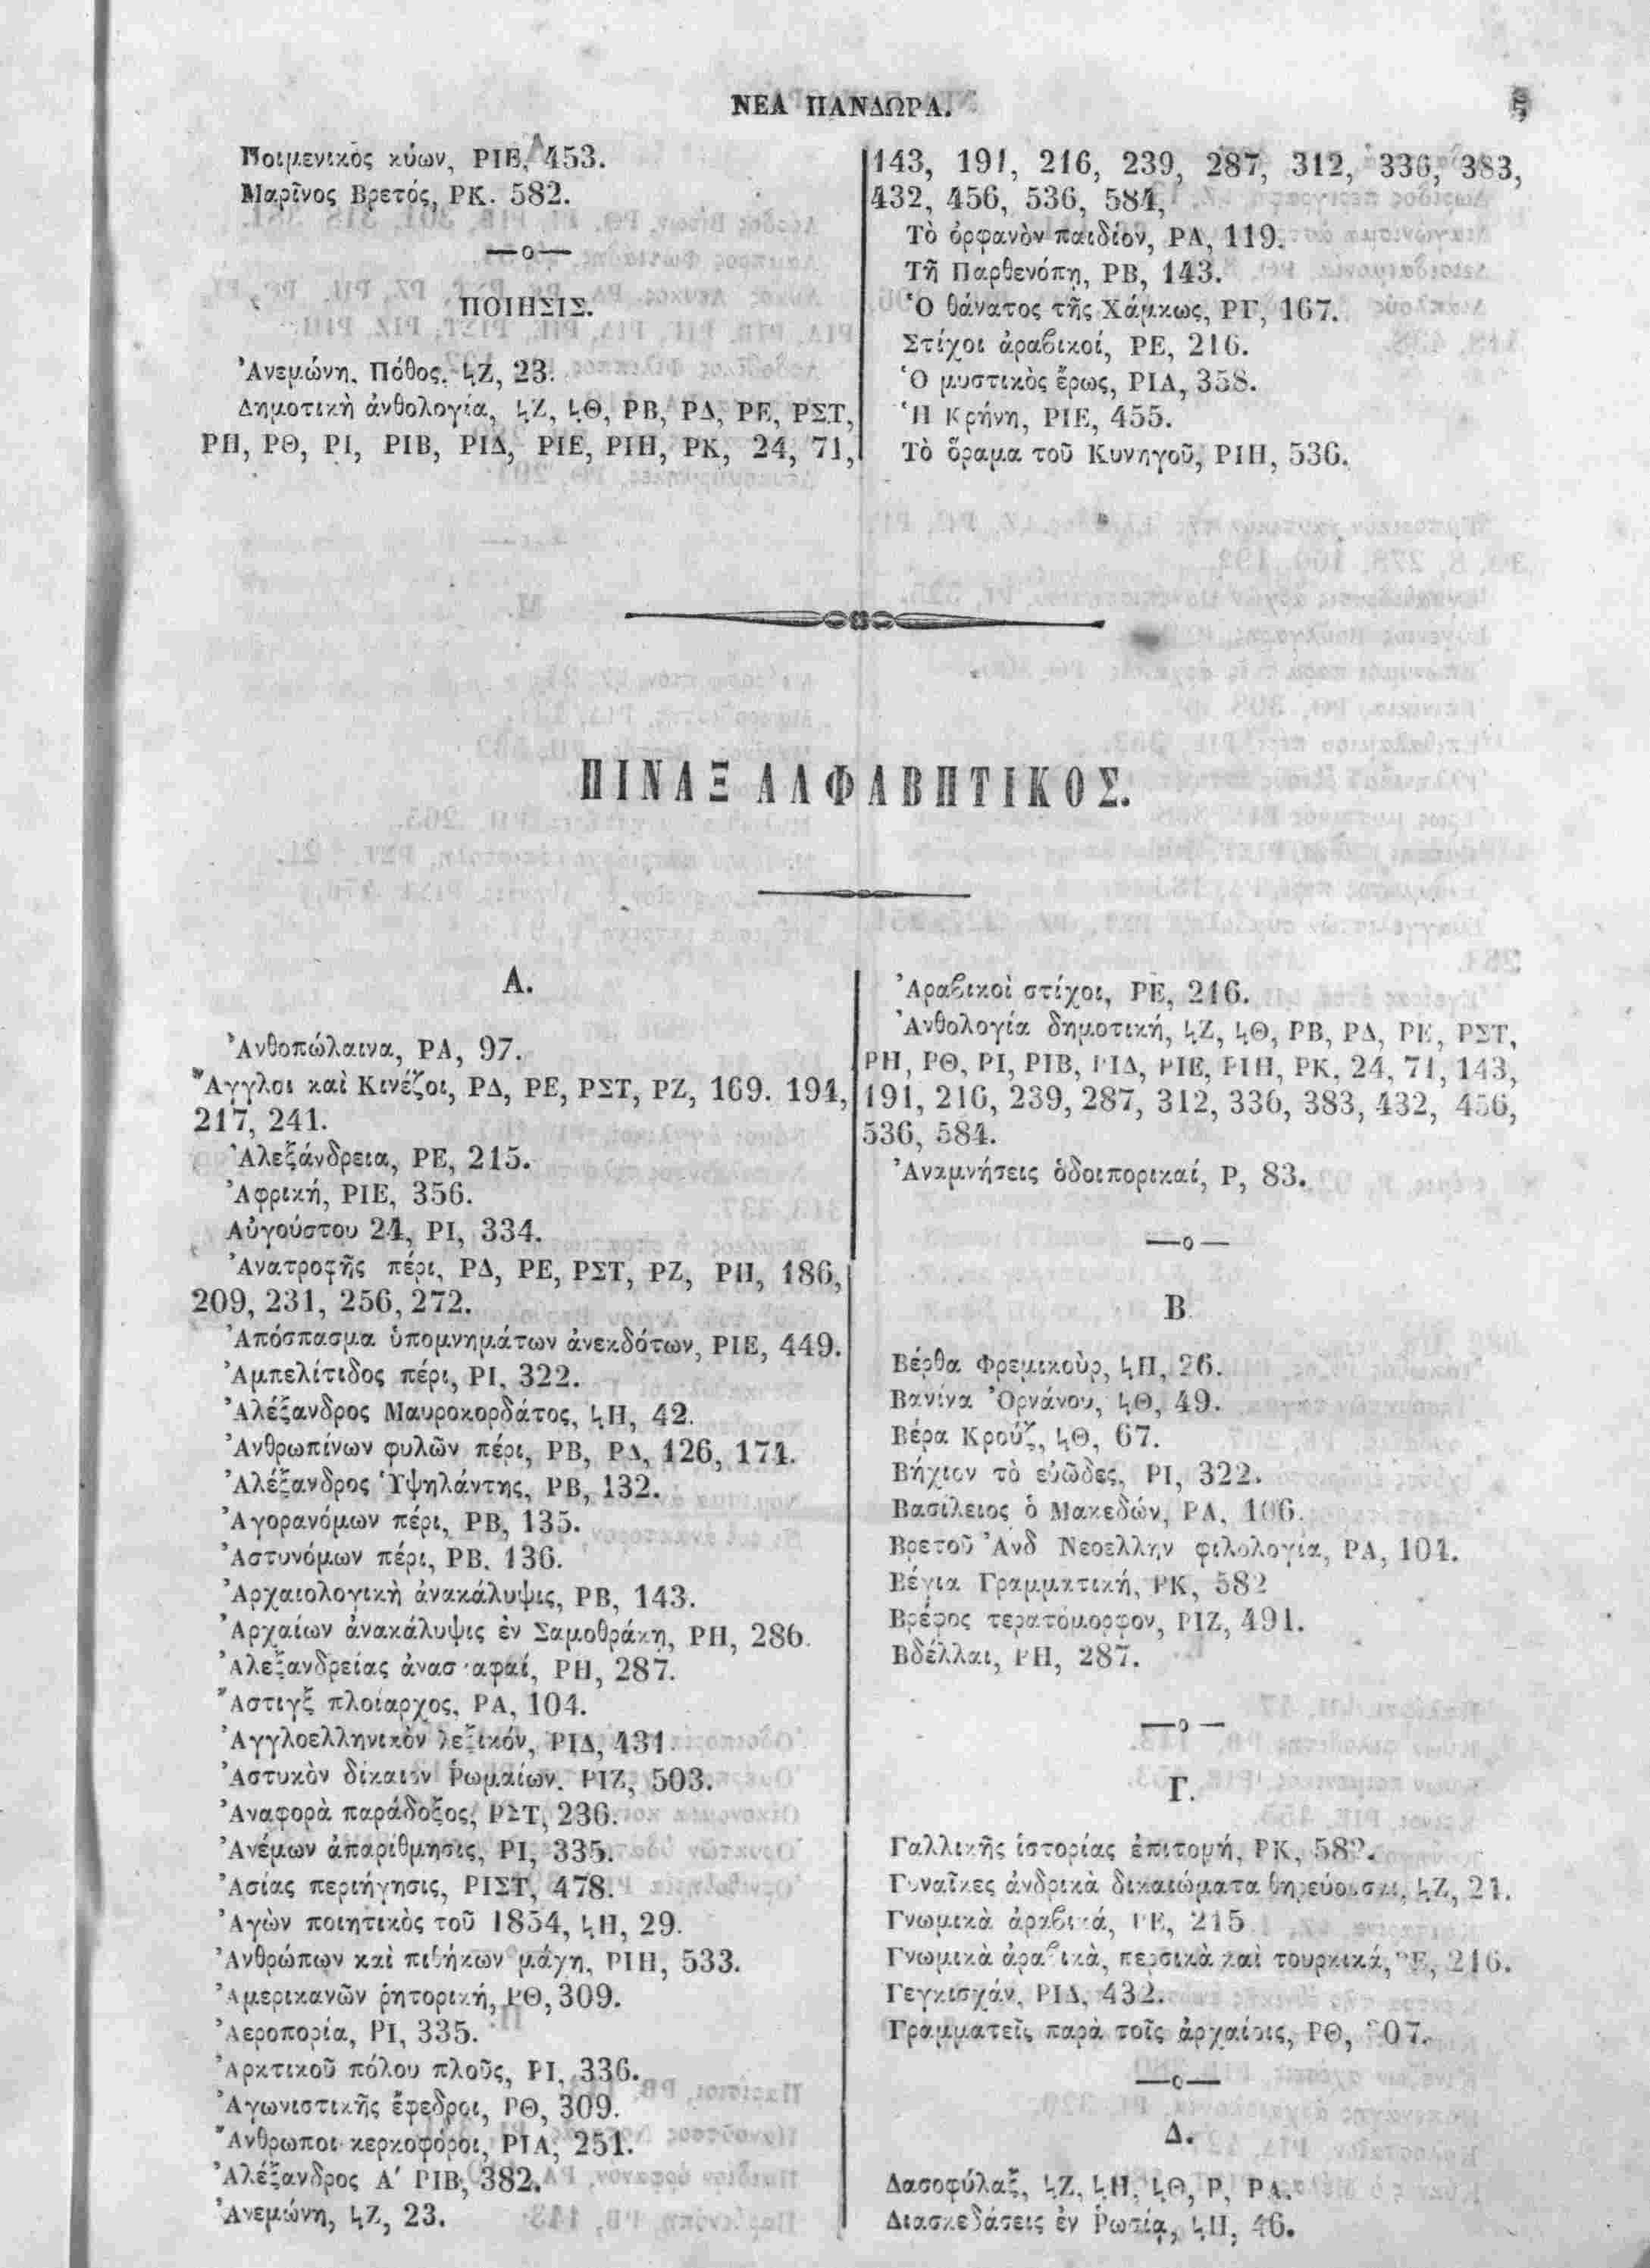 ΝΕΑ ΠΑΝΔΩΡΑ.
Ποιμενικὸς κύων, ΡΙΕ, 453.
Μαρῖνος Βρετός, ΡΚ. 582.
—ο—
ΠΟΙΗΣΙΣ.
Ἀνεμώνη. Πόθος. ϟΖ, 23.
Δημοτικὴ ἀνθολογία, ϟΖ, ϟΘ, ΡΒ, ΡΔ, ΡΕ, ΡΣΤ,
ΡΗ, ΡΘ, ΡΙ, ΡΙΒ, ΡΙΔ, ΡΙΕ, ΡΙΗ, ΡΚ, 24, 71,
143, 191, 216, 239, 287, 312, 336, 383,
432, 456, 536, 584,
Τὸ ὀρφανὸν παιδίον, ΡΑ, 119.
Τῇ Παρθενόπῃ, ΡΒ, 143.
Ὁ θάνατος τῆς Χάμκως, ΡΓ, 167.
Στίχοι ἀραβικοί, ΡΕ, 216.
Ὁ μυστικὸς ἔρως, ΡΙΑ, 358.
Ἡ Κρήνη, ΡΙΕ, 455.
Τὸ ὅραμα τοῦ Κυνηγοῦ, ΡΙΗ, 536.
ΠΙΝΑΞ ΑΛΦΑΒΗΤΙΚΟΣ.
Α.
Ἀνθοπώλαινα, ΡΑ, 97.
Ἄγγλοι καὶ Κινέζοι, ΡΔ, ΡΕ, ΡΣΤ, ΡΖ, 169. 194,
217, 241.
Ἀλεξάνδρεια, ΡΕ, 215.
Ἀφρική, ΡΙΕ, 356.
Αὐγούστου 24, ΡΙ, 334.
Ἀνατροφῆς πέρι, ΡΔ, ΡΕ, ΡΣΤ, ΡΖ, ΡΗ, 186,
209, 231, 256, 272.
Ἀπόσπασμα ὑπομνημάτων ἀνεκδότων, ΡΙΕ, 449.
Ἀμπελίτιδος πέρι, ΡΙ, 322.
Ἀλέξανδρος Μαυροκορδάτος, ϟΗ, 42.
Ἀνθρωπίνων φυλῶν πέρι, ΡΒ, ΡΔ, 126, 174.
Ἀλέξανδρος Ὑψηλάντης, ΡΒ, 132.
Ἀγορανόμων πέρι, ΡΒ, 135.
Ἀστυνόμων πέρι, ΡΒ. 136.
Ἀρχαιολογικὴ ἀνακάλυψις, ΡΒ, 143.
Ἀρχαίων ἀνακάλυψις ἐν Σαμοθράκῃ, ΡΗ, 286.
Ἀλεξανδρείας ἀνασ αφαί, ΡΗ, 287.
Ἄστιγξ πλοίαρχος, ΡΑ, 104.
Ἀγγλοελληνικὸν λεξικόν, ΡΙΔ, 431.
Ἀστυκὸν δίκαιον Ῥωμαίων. ΡΙΖ, 503.
Ἀναφορὰ παράδοξος, ΡΣΤ, 236.
Ἀνέμων ἀπαρίθμησις, ΡΙ, 335.
Ἀσίας περιήγησις, ΡΙΣΤ, 478.
Ἀγὼν ποιητικὸς τοῦ 1854, ϟΗ, 29.
Ἀνθρώπων καὶ πιθήκων μάχη, ΡΙΗ, 533.
Ἀμερικανῶν ῥητορική, ΡΘ, 309.
Ἀεροπορία, ΡΙ, 335.
Ἀρκτικοῦ πόλου πλοῦς, ΡΙ, 336.
Ἀγωνιστικῆς ἔφεδροι, ΡΘ, 309.
Ἄνθρωποι κερκοφόροι, ΡΙΑ, 251.
Ἀλέξανδρος Α' ΡΙΒ, 382.
Ἀνεμώνη, ϟΖ, 23.
Ἀραβικοὶ στίχοι, ΡΕ, 216.
Ἀνθολογία δημοτική, ϟΖ, ϟΘ, ΡΒ, ΡΔ, ΡΕ, ΡΣΤ,
ΡΗ, ΡΘ, ΡΙ, ΡΙΒ, ΡΙΔ, ΡΙΕ, ΡΙΗ, ΡΚ, 24, 71, 143,
191, 216, 239, 287, 312, 336, 383, 432, 456,
536, 584.
Ἀναμνήσεις ὁδοιπορικαί, Ρ, 83.
—ο—
Β.
Βέρθα Φρεμικοὺρ, ϟΗ, 26.
Βανίνα Ὀρνάνου, ϟΘ, 49.
Βέρα Κρούζ, ϟΘ, 67.
Βήχιον τὸ εὐῶδες, ΡΙ, 322.
Βασίλειος ὁ Μακεδών, ΡΑ, 106.
Βρετοῦ Ἀνδ Νεοελλην φιλολογία, ΡΑ, 104.
Βέγια Γραμματική, ΡΚ, 582
Βρέφος τερατόμορφον, ΡΙΖ, 491.
Βδέλλαι, ΡΗ, 287.
—ο—
Γ.
Γαλλικῆς ἱστορίας ἐπιτομή, ΡΚ, 582.
Γυναῖκες ἀνδρικὰ δικαιώματα θηρεύουσαι, ϟΖ, 21.
Γνωμικὰ ἀραβικά, ΡΕ, 215
Γνωμικὰ ἀραβικὰ, περσικὰ καὶ τουρκικά, ΡΕ, 216.
Γεγκισχάν, ΡΙΔ, 432.
Γραμματεῖς παρὰ τοῖς ἀρχαίοις, ΡΘ, 307.
—ο—
Δ.
Δασοφύλαξ, ϟΖ, ϟΗ, ϟΘ, Ρ, ΡΑ.
Διασκεδάσεις ἐν Ῥωσίᾳ, ϟΗ, 46.